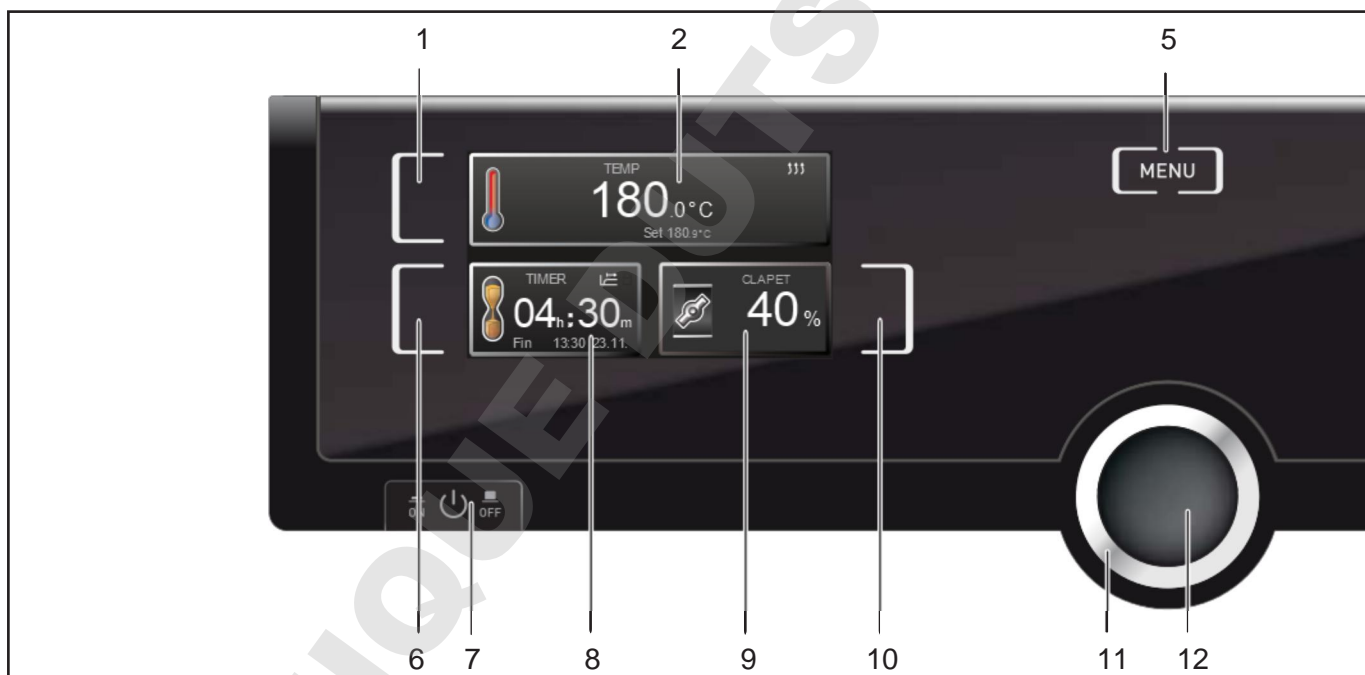 1 2 5
TEMP
180.0°C
Set 180.9°C
MENU
TIMER
04h:30m
Fin 13:30 23.11.
CLAPET
40%
ON OFF
6 7 8 9 10 11 12